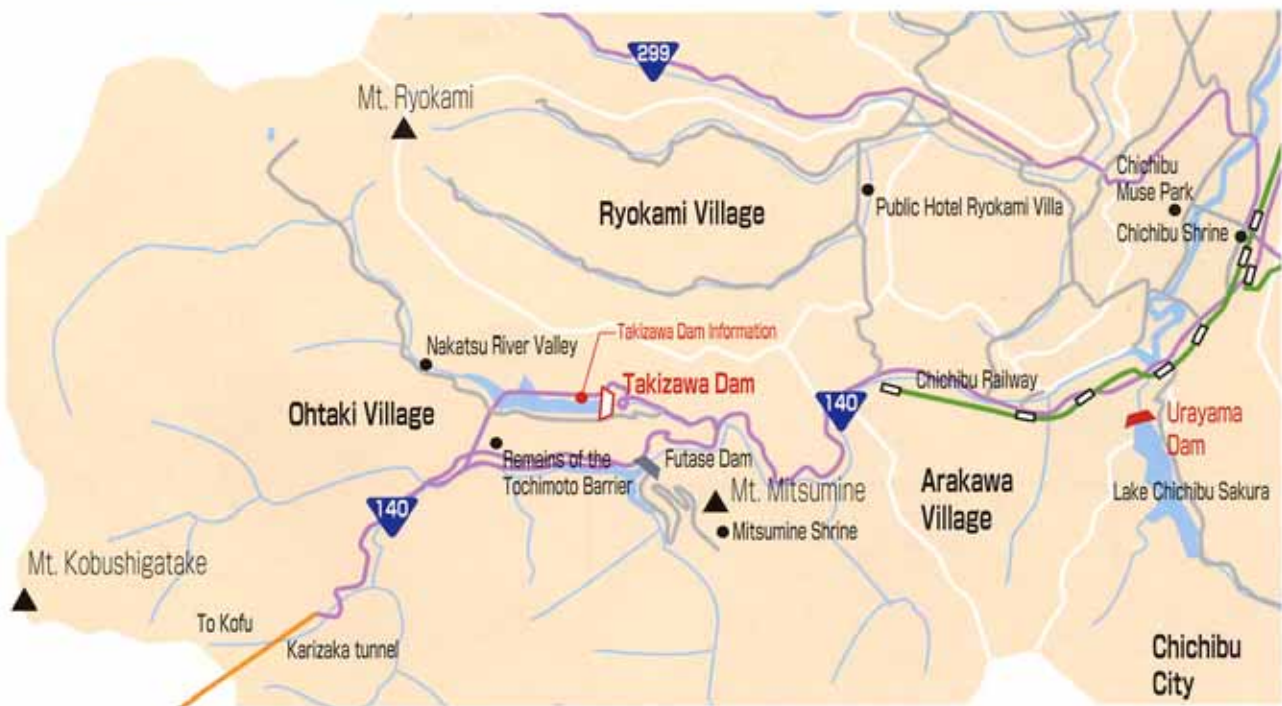 299
Mt. Ryokami
Chichibu
Muse Park
Ryokami Village
Public Hotel Ryokami Villa
Chichibu Shrine
Takizawa Dam Information
Nakatsu River Valley
Takizawa Dam
Chichibu Railway
140
Ohtaki Village
Urayama
Dam
Remains of the
Tochimoto Barrier
Futase Dam
Mt. Mitsumine
Arakawa
Village
Lake Chichibu Sakura
140
Mitsumine Shrine
Mt. Kobushigatake
To Kofu
Karizaka tunnel
Chichibu
City